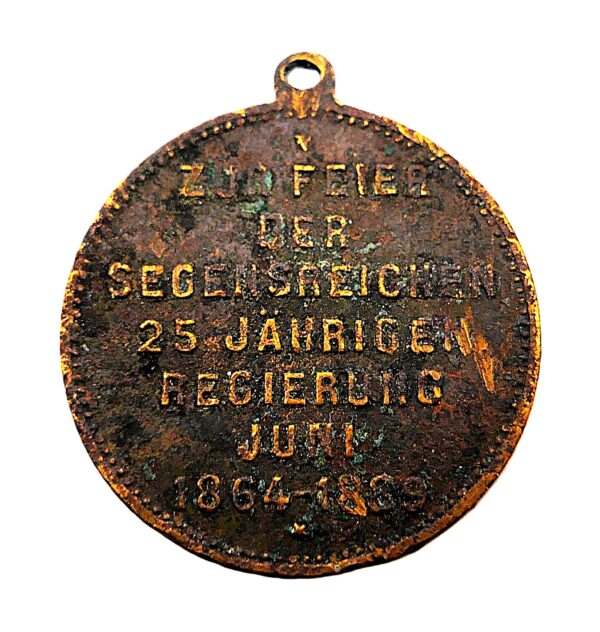 ZUR FEIER
DER
SEGENSREICHEN
25 JÄHRIGEN
REGIERUNG
JUNI
1864-1889